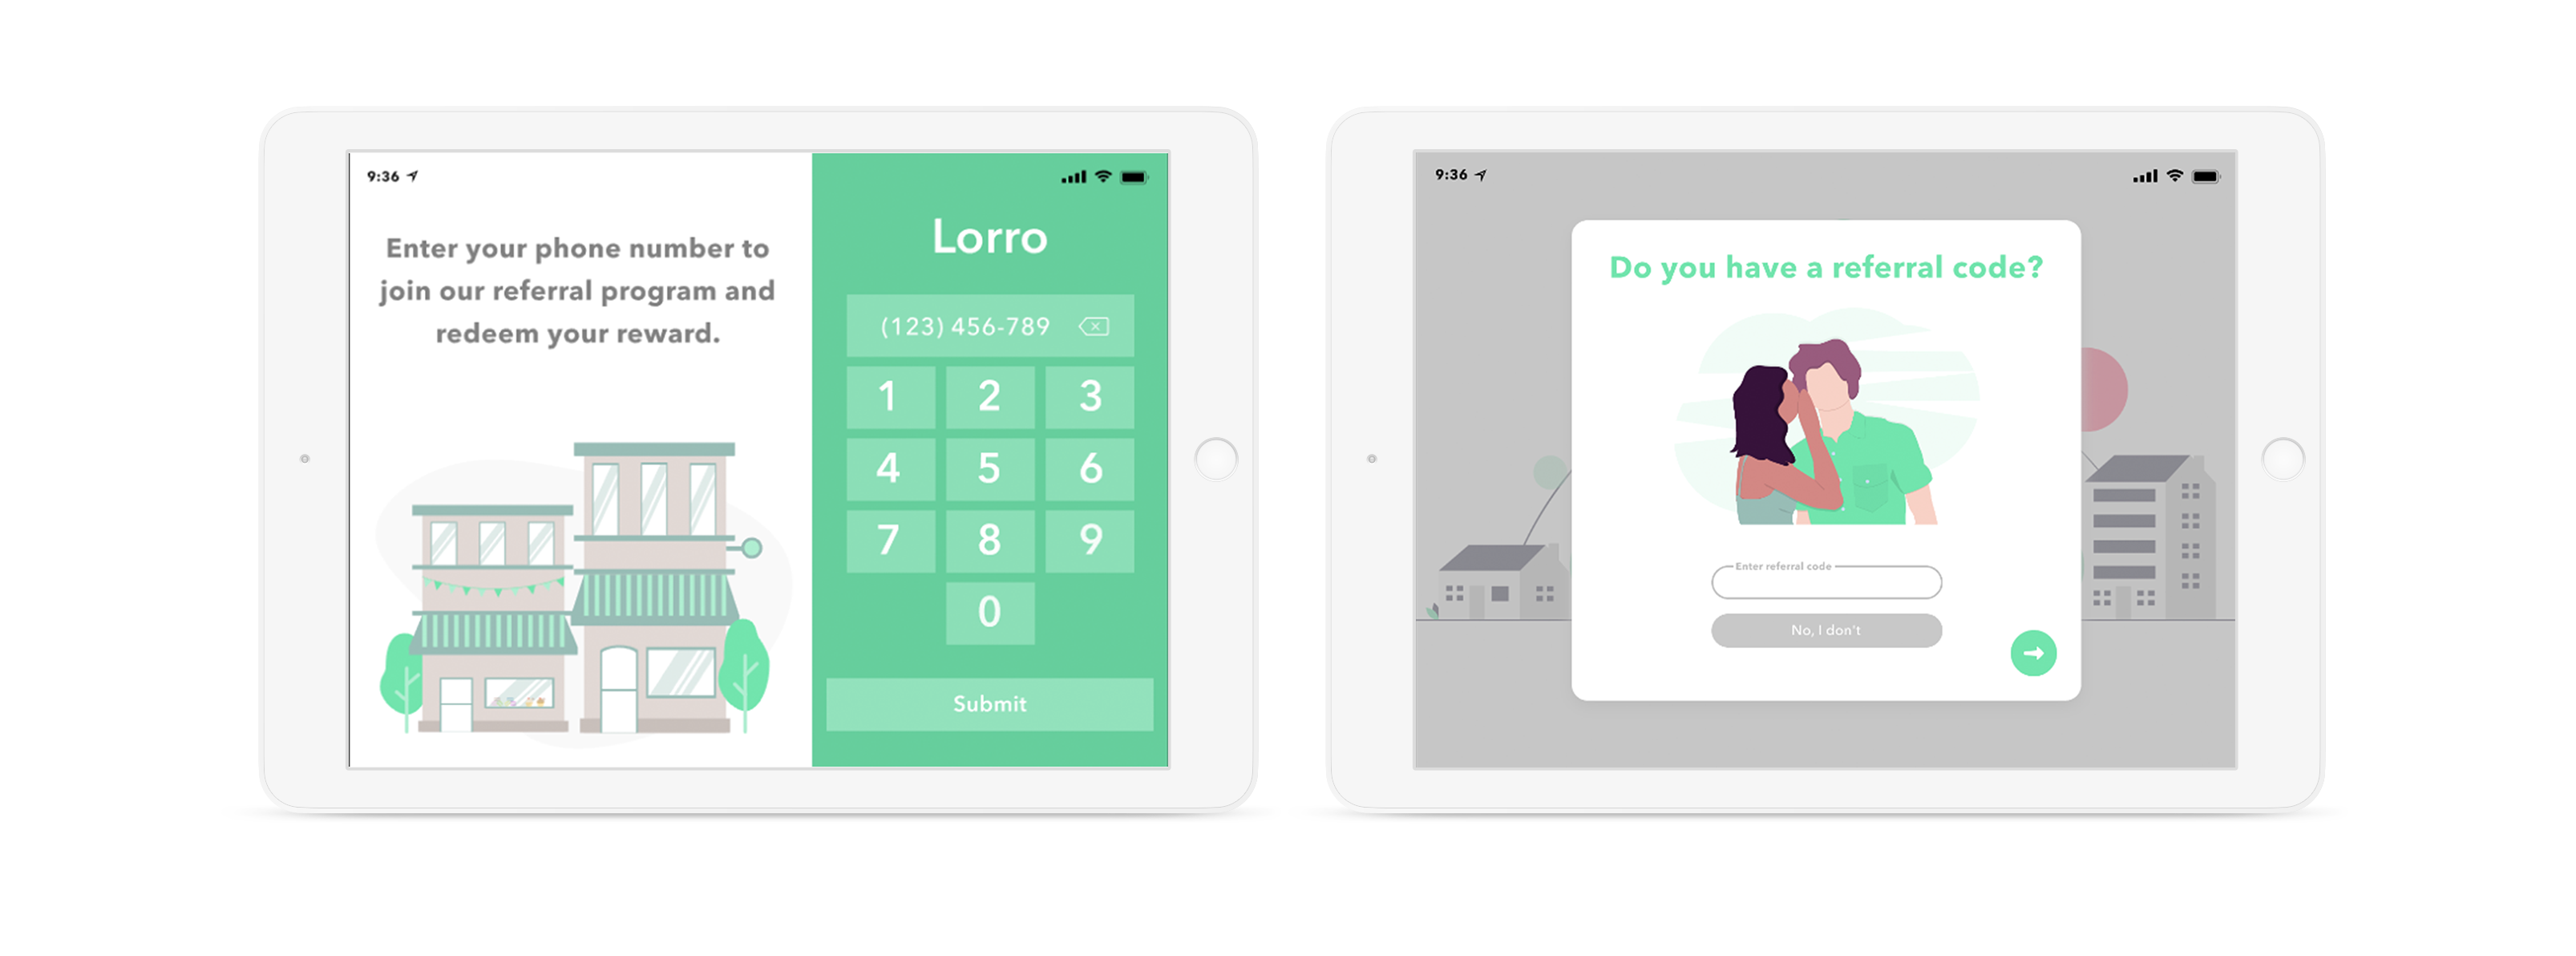 9:36
Enter your phone number to
join our referral program and
redeem your reward.
Lorro
(123) 456-789
1 2 3
4 5 6
7 8 9
0
Submit
9:36
Do you have a referral code?
Enter referral code
No, I don't